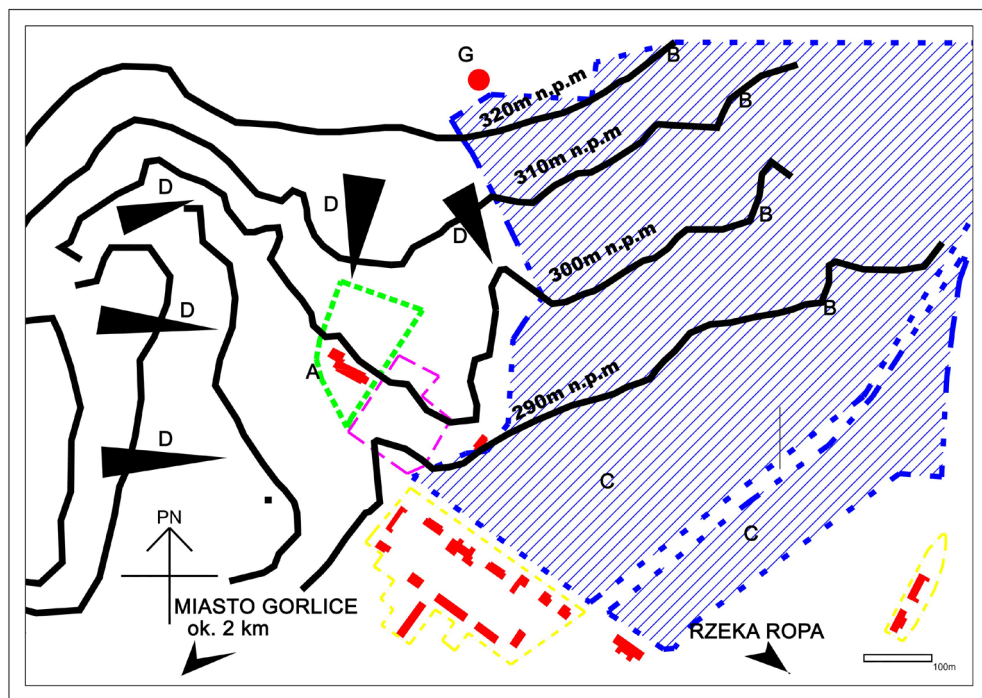 G
B
320m n.p.m
B
310m n.p.m
D
D
D
B
300m n.p.m
D
B
A
290m n.p.m
D
C
C
PN
MIASTO GORLICE
ok. 2 km
RZEKA ROPA
100m